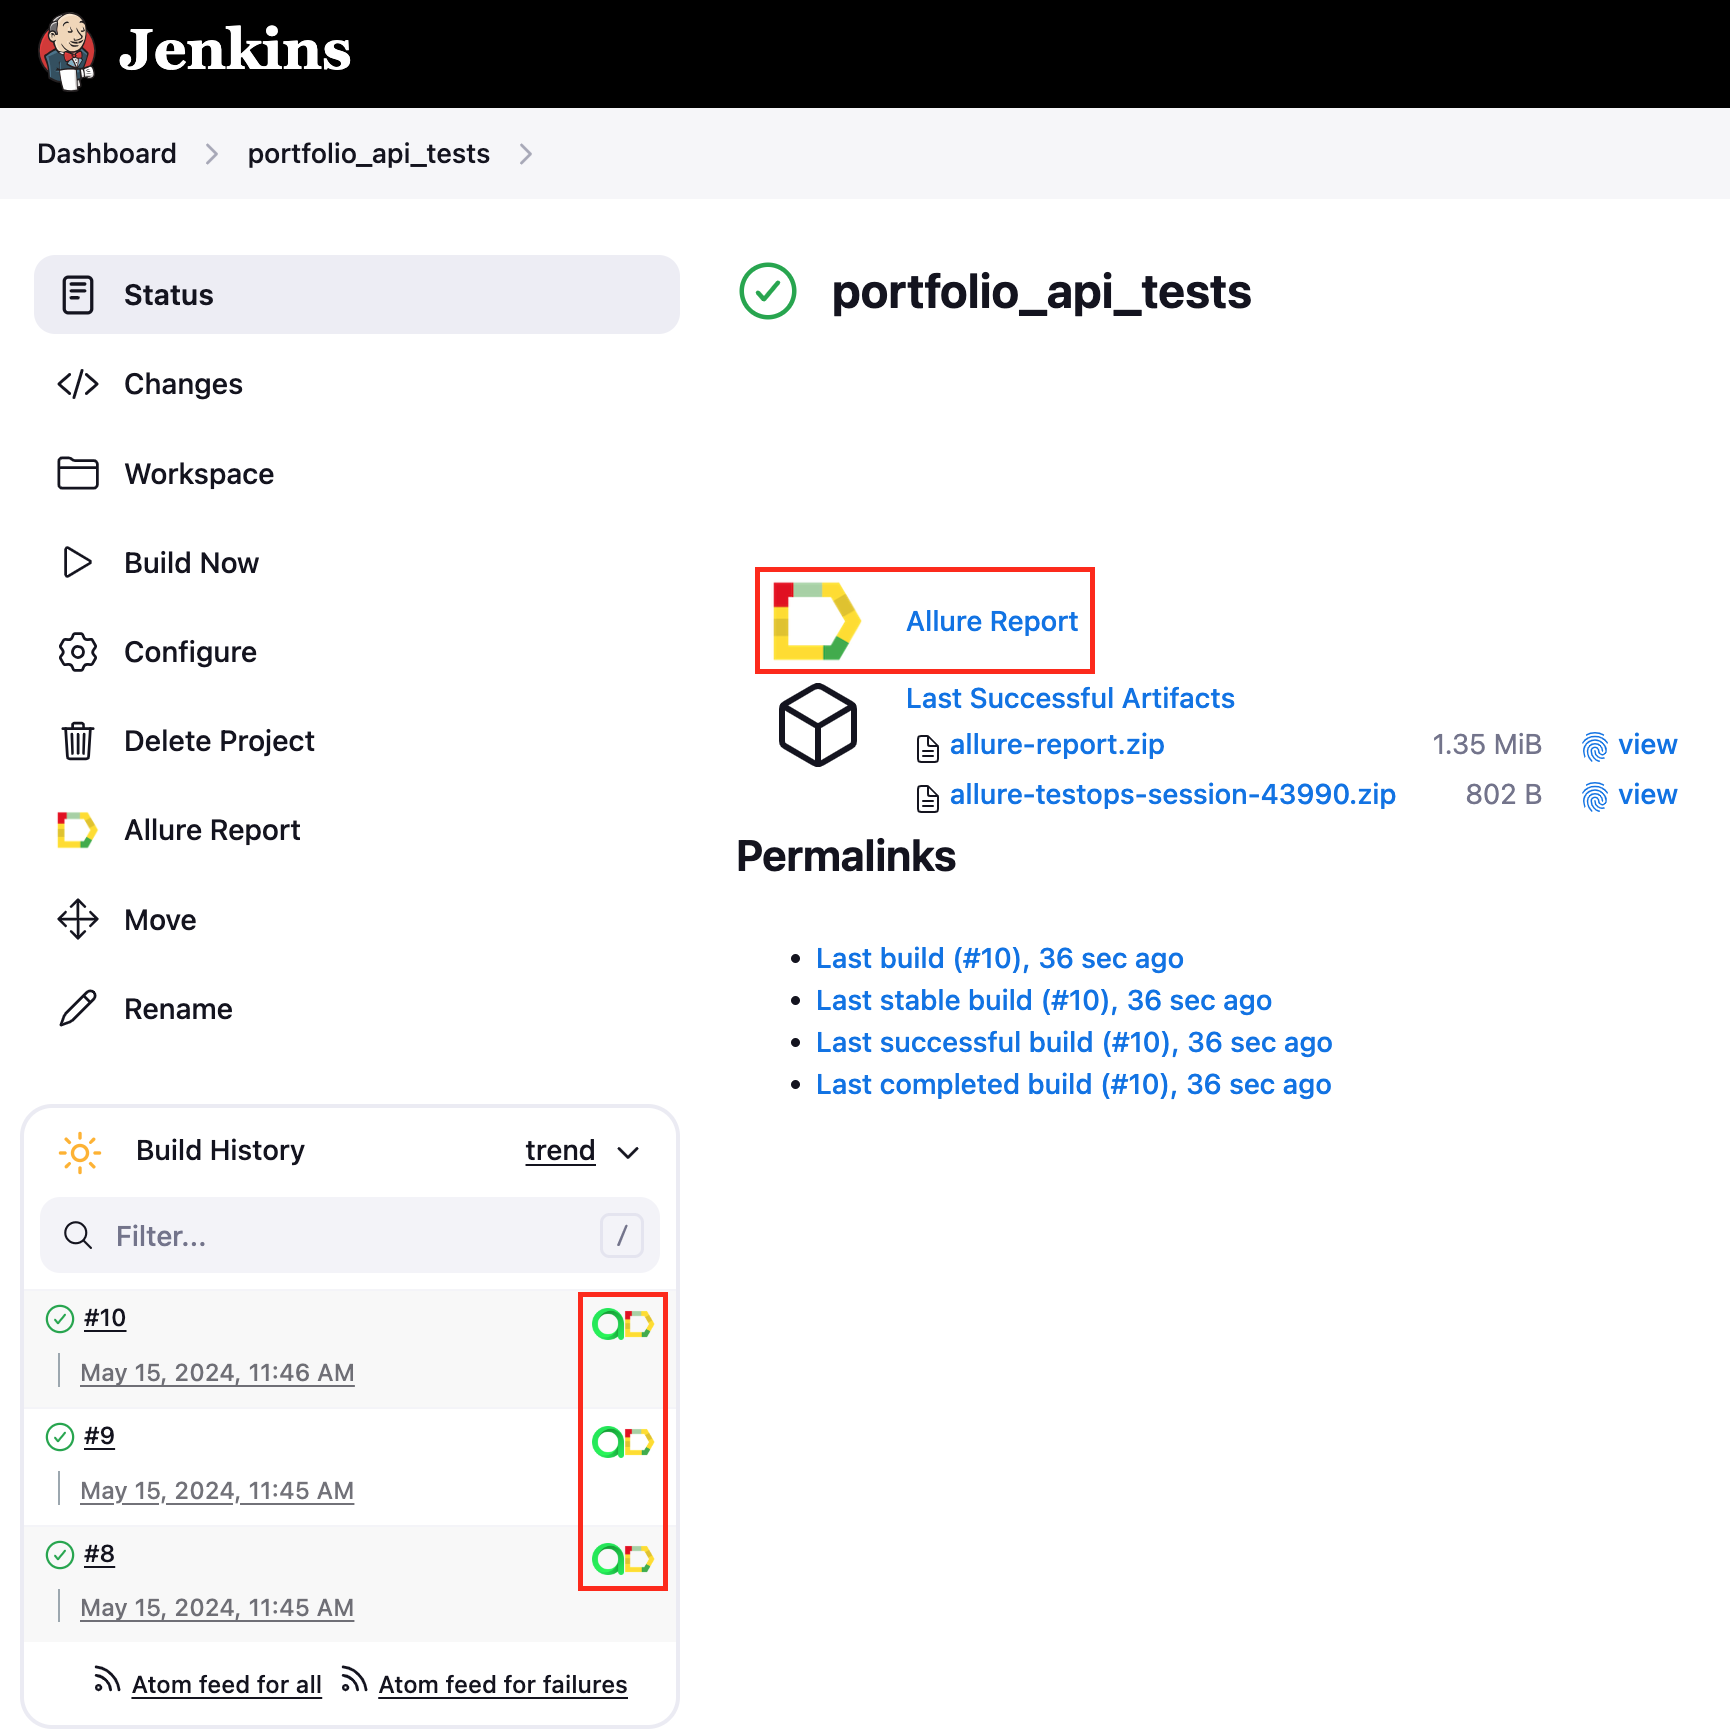 Jenkins
Dashboard
portfolio_api_tests
Status
Changes
Workspace
Build Now
Configure
Delete Project
Allure Report
Move
Rename
Build History
trend
Filter...
/
#10
May 15, 2024, 11:46 AM
#9
May 15, 2024, 11:45 AM
#8
May 15, 2024, 11:45 AM
Atom feed for all
Atom feed for failures
portfolio_api_tests
Allure Report
Last Successful Artifacts
allure-report.zip 1.35 MiB view
allure-testops-session-43990.zip 802 B view
Permalinks
Last build (#10), 36 sec ago
Last stable build (#10), 36 sec ago
Last successful build (#10), 36 sec ago
Last completed build (#10), 36 sec ago